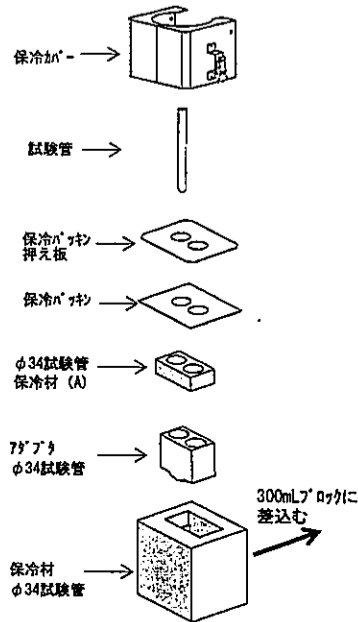 保冷ｶﾊﾞｰ
試験管
保冷ﾊﾟｯｷﾝ
押え板
保冷ﾊﾟｯｷﾝ
φ34試験管
保冷材 (A)
ｱﾀﾞﾌﾟﾀ
φ34試験管
300mLﾌﾞﾛｯｸに
差込む
保冷材
φ34試験管